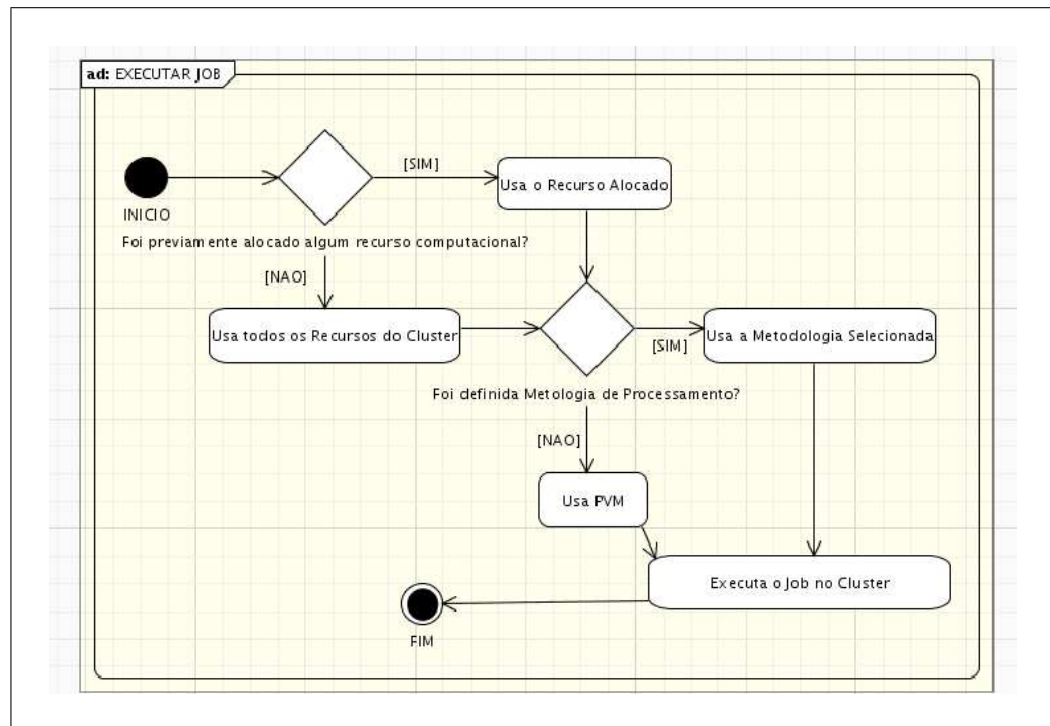 ad: EXECUTAR JOB
[SIM]
Usa o Recurso Alocado
INICIO
Foi previamente alocado algum recurso computacional?
[NAO]
Usa todos os Recursos do Cluster
[SIM]
Usa a Metodologia Selecionada
Foi definida Metologia de Processamento?
[NAO]
Usa PVM
Executa o Job no Cluster
FIM